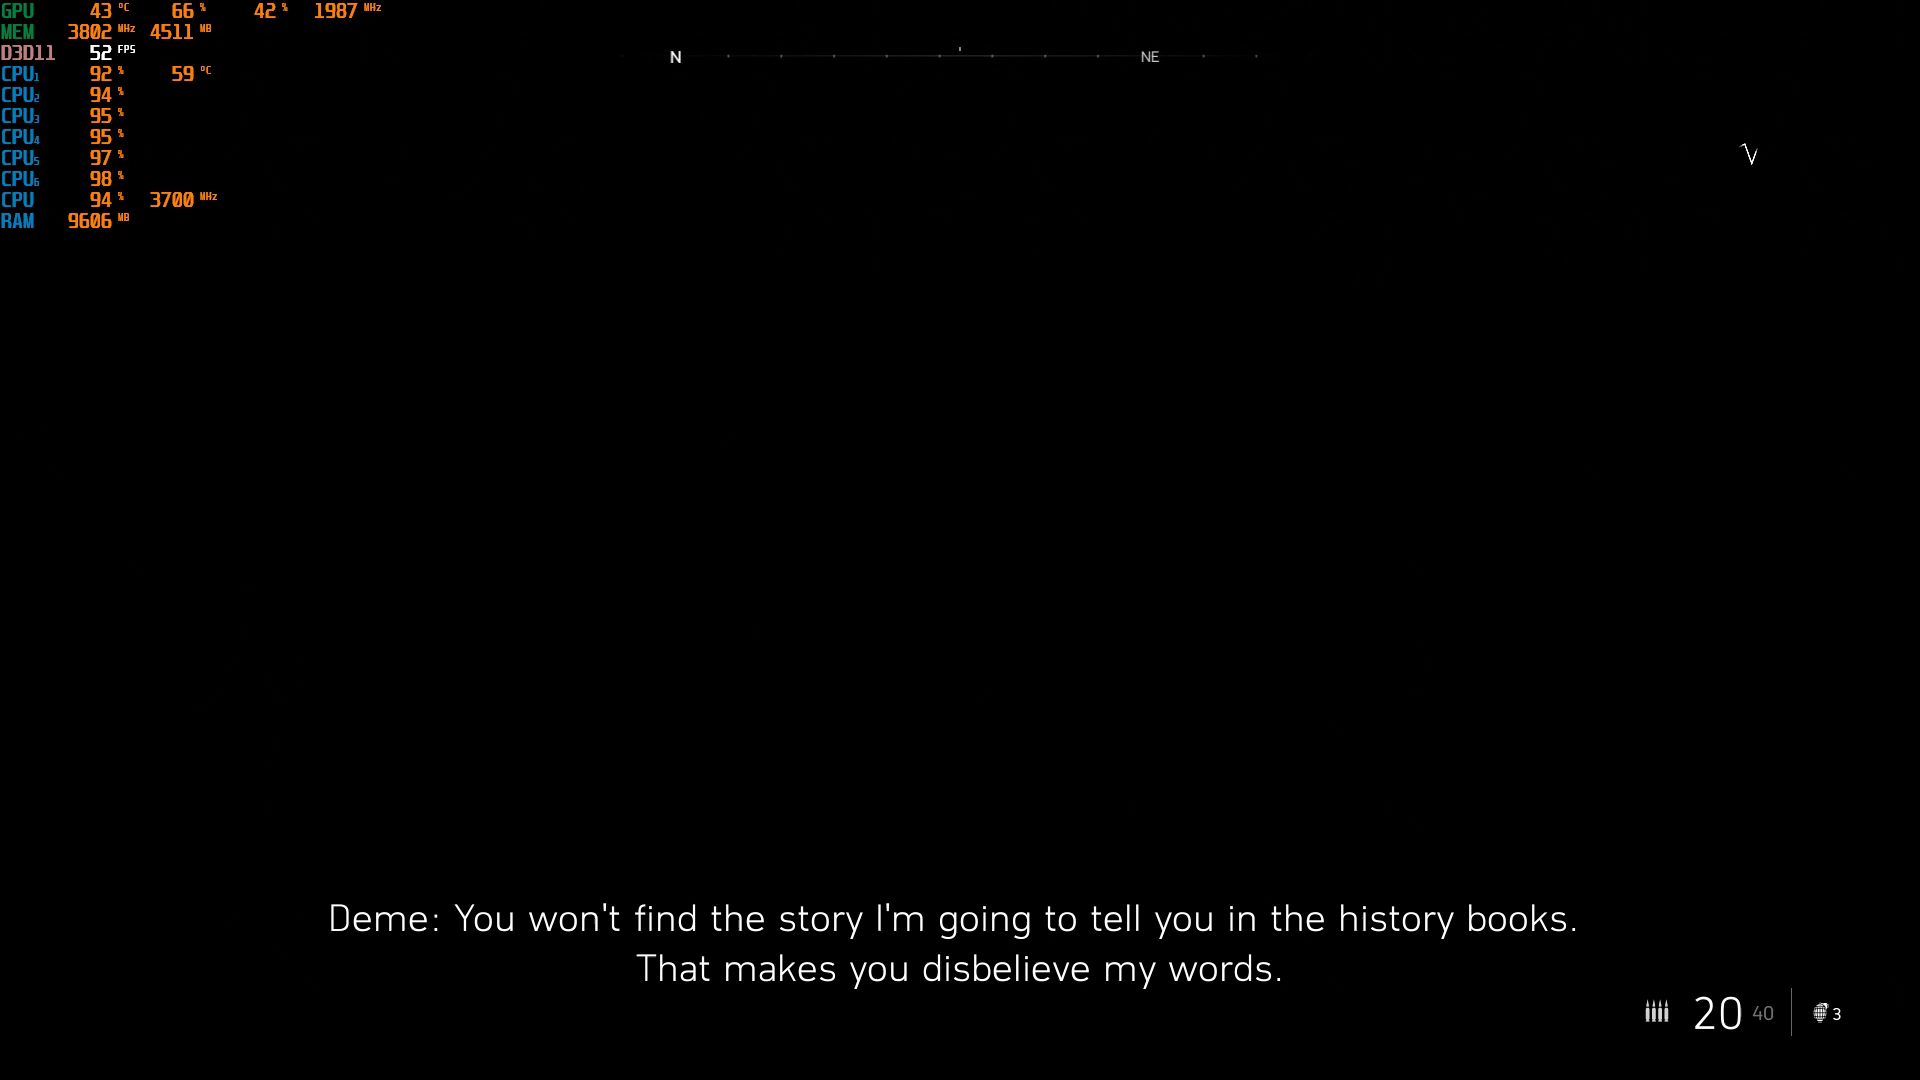 GPU 43 °C 66 % 42 % 1987 MHz
MEM 3802 MHz 4511 MB
D3D11 52 FPS
N NE
CPU1 92 % 59 °C
CPU2 94 %
CPU3 95 %
CPU4 95 %
CPU5 97 %
CPU6 98 %
CPU 94 % 3700 MHz
RAM 9606 MB
Deme: You won't find the story I'm going to tell you in the history books.
That makes you disbelieve my words.
20 40 3